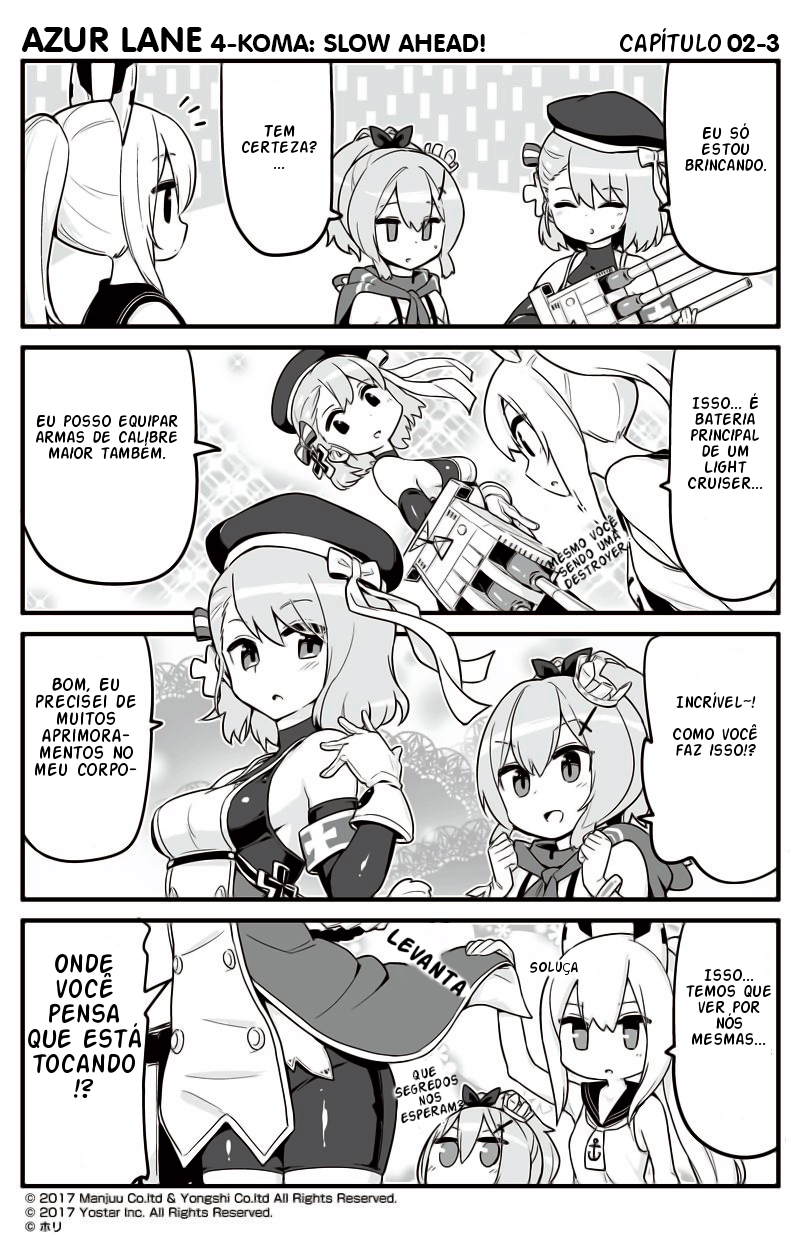 AZUR LANE 4-KOMA: SLOW AHEAD! CAPÍTULO 02-3
EU SÓ
ESTOU
BRINCANDO.
TEM
CERTEZA?
...
ISSO... É
BATERIA
PRINCIPAL
DE UM
LIGHT
CRUISER...
MESMO VOCÊ
SENDO UMA
DESTROYER.
EU POSSO EQUIPAR
ARMAS DE CALIBRE
MAIOR TAMBÉM.
INCRÍVEL~!
COMO VOCÊ
FAZ ISSO!?
BOM, EU
PRECISEI DE
MUITOS
APRIMORA-
MENTOS NO
MEU CORPO-
ISSO...
TEMOS QUE
VER POR
NÓS
MESMAS...
SOLUÇA
LEVANTA
QUE
SEGREDOS
NOS
ESPERAM?
ONDE
VOCÊ
PENSA
QUE ESTÁ
TOCANDO
!?
© 2017 Manjuu Co.ltd & Yongshi Co.ltd All Rights Reserved.
© 2017 Yostar Inc. All Rights Reserved.
© ホリ